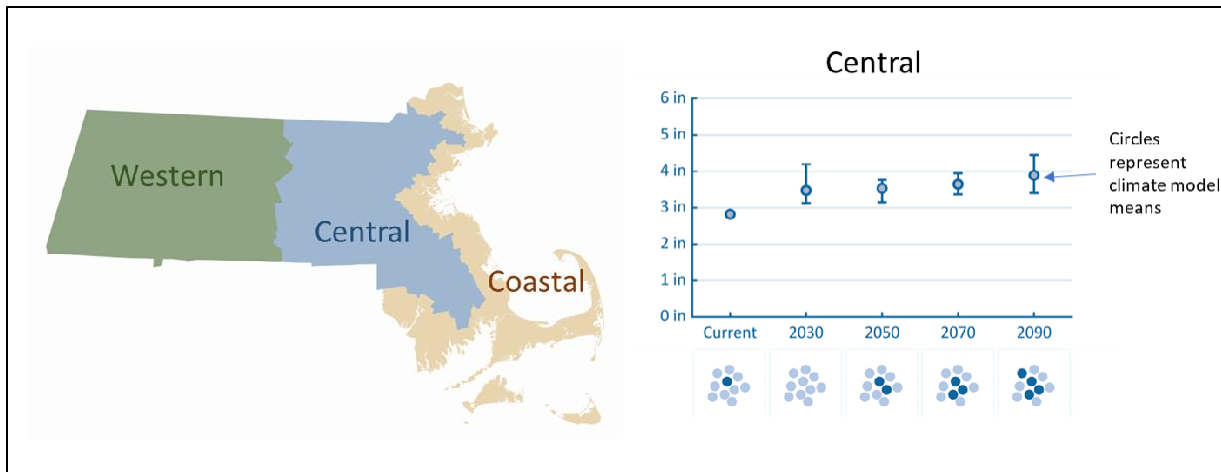 Western
Central
Coastal
Central
6 in
5 in
4 in
3 in
2 in
1 in
0 in
Current 2030 2050 2070 2090
Circles
represent
climate model
means